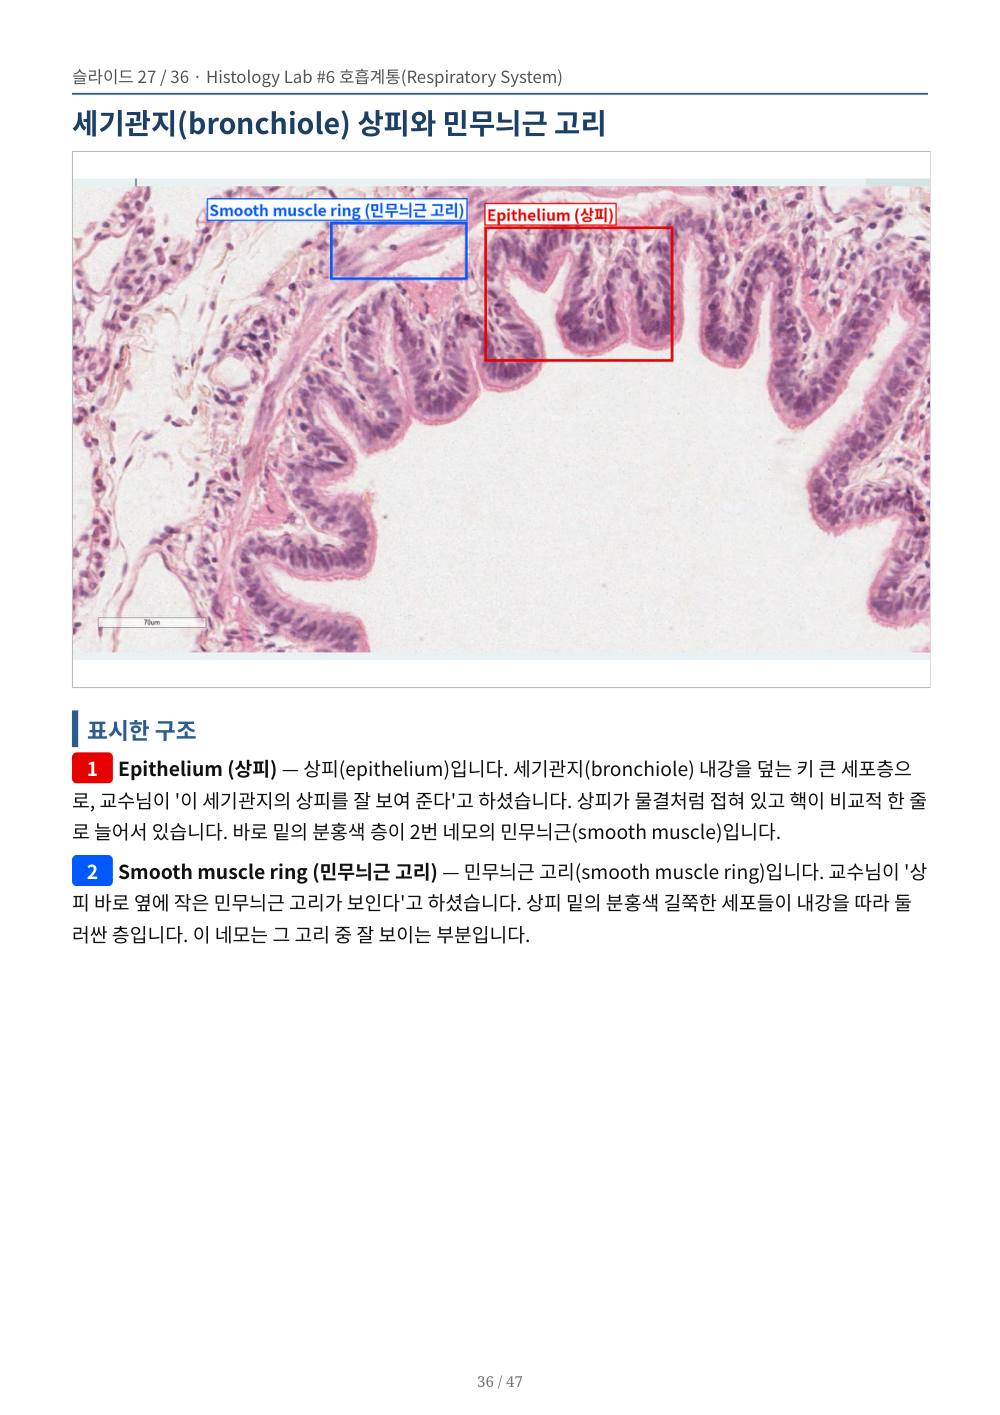 슬라이드 27 / 36 · Histology Lab #6 호흡계통(Respiratory System)
세기관지(bronchiole) 상피와 민무늬근 고리
Smooth muscle ring (민무늬근 고리)
Epithelium (상피)
70um
표시한 구조
1 Epithelium (상피) — 상피(epithelium)입니다. 세기관지(bronchiole) 내강을 덮는 키 큰 세포층으
로, 교수님이 '이 세기관지의 상피를 잘 보여 준다'고 하셨습니다. 상피가 물결처럼 접혀 있고 핵이 비교적 한 줄
로 늘어서 있습니다. 바로 밑의 분홍색 층이 2번 네모의 민무늬근(smooth muscle)입니다.
2 Smooth muscle ring (민무늬근 고리) — 민무늬근 고리(smooth muscle ring)입니다. 교수님이 '상
피 바로 옆에 작은 민무늬근 고리가 보인다'고 하셨습니다. 상피 밑의 분홍색 길쭉한 세포들이 내강을 따라 둘
러싼 층입니다. 이 네모는 그 고리 중 잘 보이는 부분입니다.
36 / 47